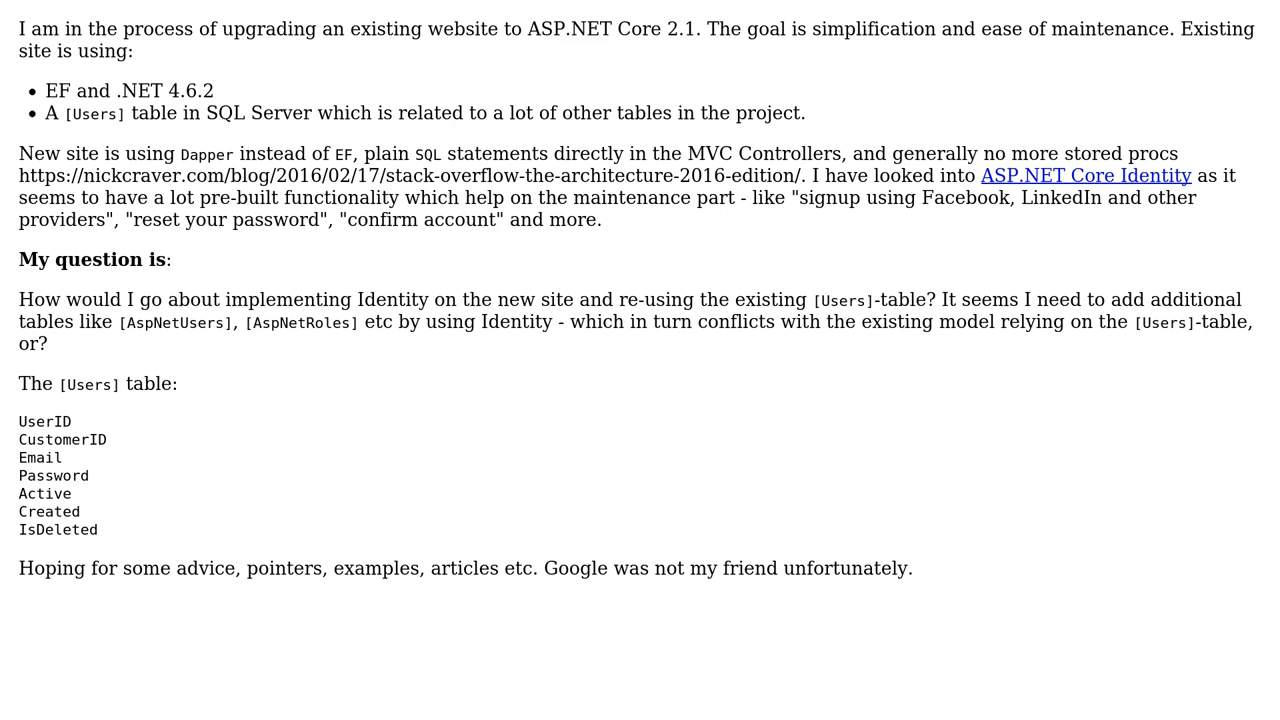 I am in the process of upgrading an existing website to ASP.NET Core 2.1. The goal is simplification and ease of maintenance. Existing
site is using:
• EF and .NET 4.6.2
• A [Users] table in SQL Server which is related to a lot of other tables in the project.
New site is using Dapper instead of EF, plain SQL statements directly in the MVC Controllers, and generally no more stored procs
https://nickcraver.com/blog/2016/02/17/stack-overflow-the-architecture-2016-edition/. I have looked into ASP.NET Core Identity as it
seems to have a lot pre-built functionality which help on the maintenance part - like "signup using Facebook, LinkedIn and other
providers", "reset your password", "confirm account" and more.
My question is:
How would I go about implementing Identity on the new site and re-using the existing [Users]-table? It seems I need to add additional
tables like [AspNetUsers], [AspNetRoles] etc by using Identity - which in turn conflicts with the existing model relying on the [Users]-table,
or?
The [Users] table:
UserID
CustomerID
Email
Password
Active
Created
IsDeleted
Hoping for some advice, pointers, examples, articles etc. Google was not my friend unfortunately.